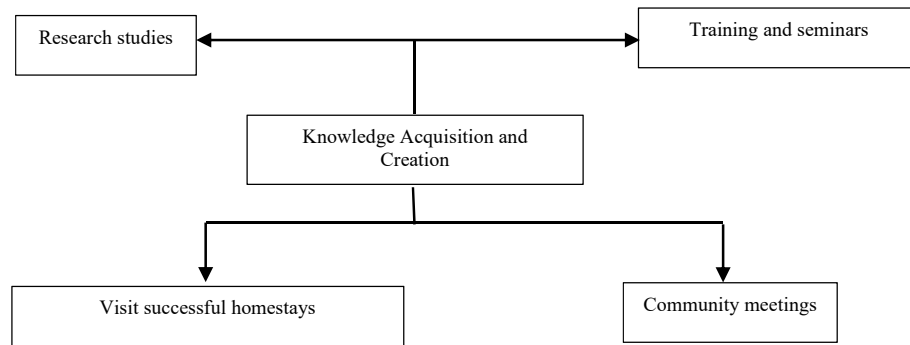 Research studies
Training and seminars
Knowledge Acquisition and
Creation
Visit successful homestays
Community meetings